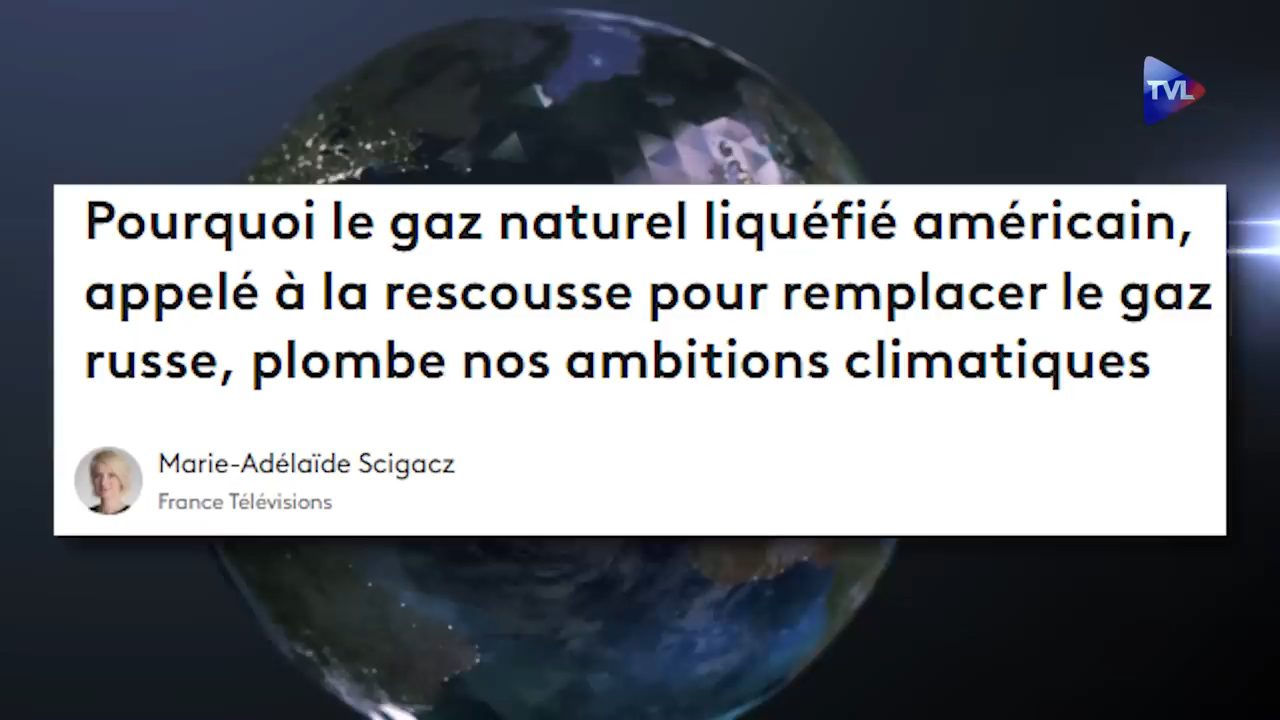 TVL
Pourquoi le gaz naturel liquéfié américain,
appelé à la rescousse pour remplacer le gaz
russe, plombe nos ambitions climatiques
Marie-Adélaïde Scigacz
France Télévisions